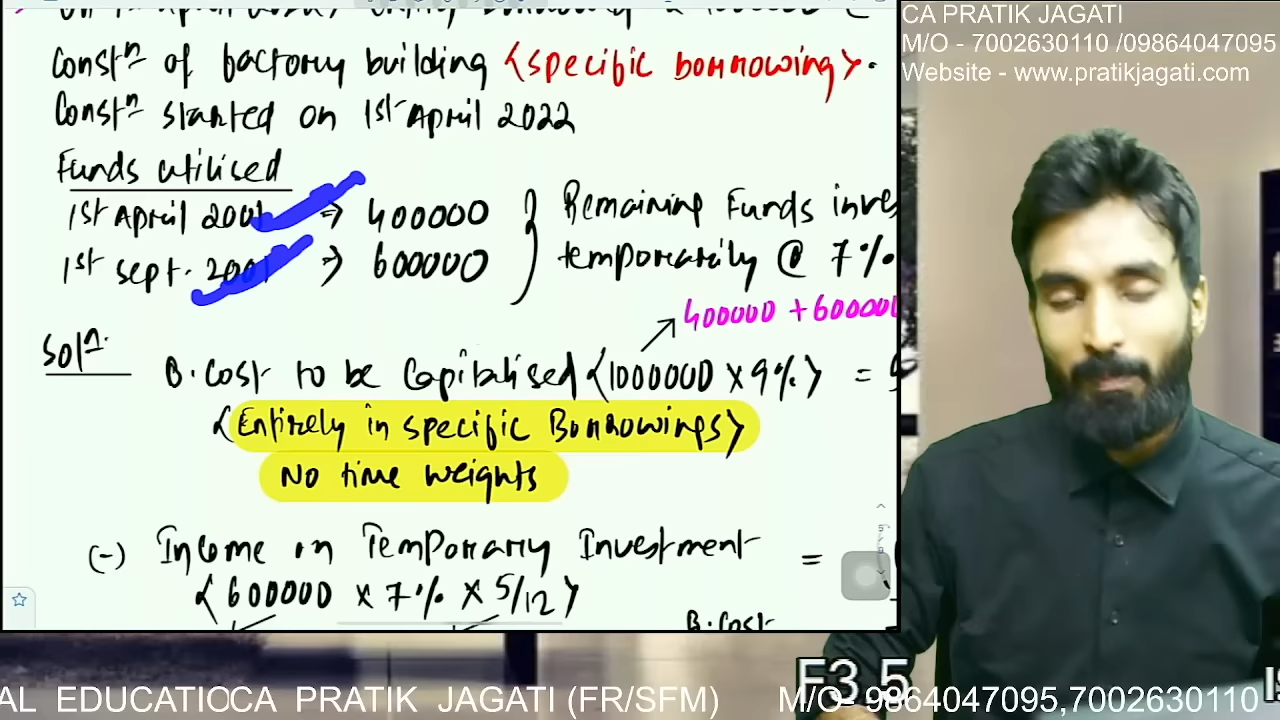 CA PRATIK JAGATI
M/O - 7002630110 /09864047095
Website - www.pratikjagati.com
Constⁿ of factory building <specific borrowing>.
Constⁿ started on 1st April 2022
Funds utilised
1st April 2001 => 400000
1st Sept. 2001 => 600000
Remaining Funds inves
temporarily @ 7%
400000 + 600000
Solⁿ.
B. Cost to be Capitalised <1000000 x 9%> =
<Entirely in specific Borrowings>
No time weights
(-) Income on Temporary Investment =
<600000 x 7% x 5/12>
B. Cost
F3 5
AL EDUCATIOCA PRATIK JAGATI (FR/SFM) M/O- 9864047095,7002630110